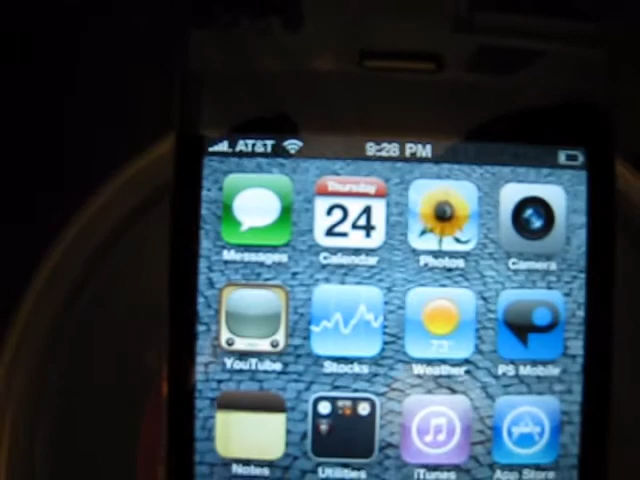 AT&T 9:28 PM
Thursday
24
Messages Calendar Photos Camera
73°
YouTube Stocks Weather PS Mobile
Notes Utilities iTunes App Store